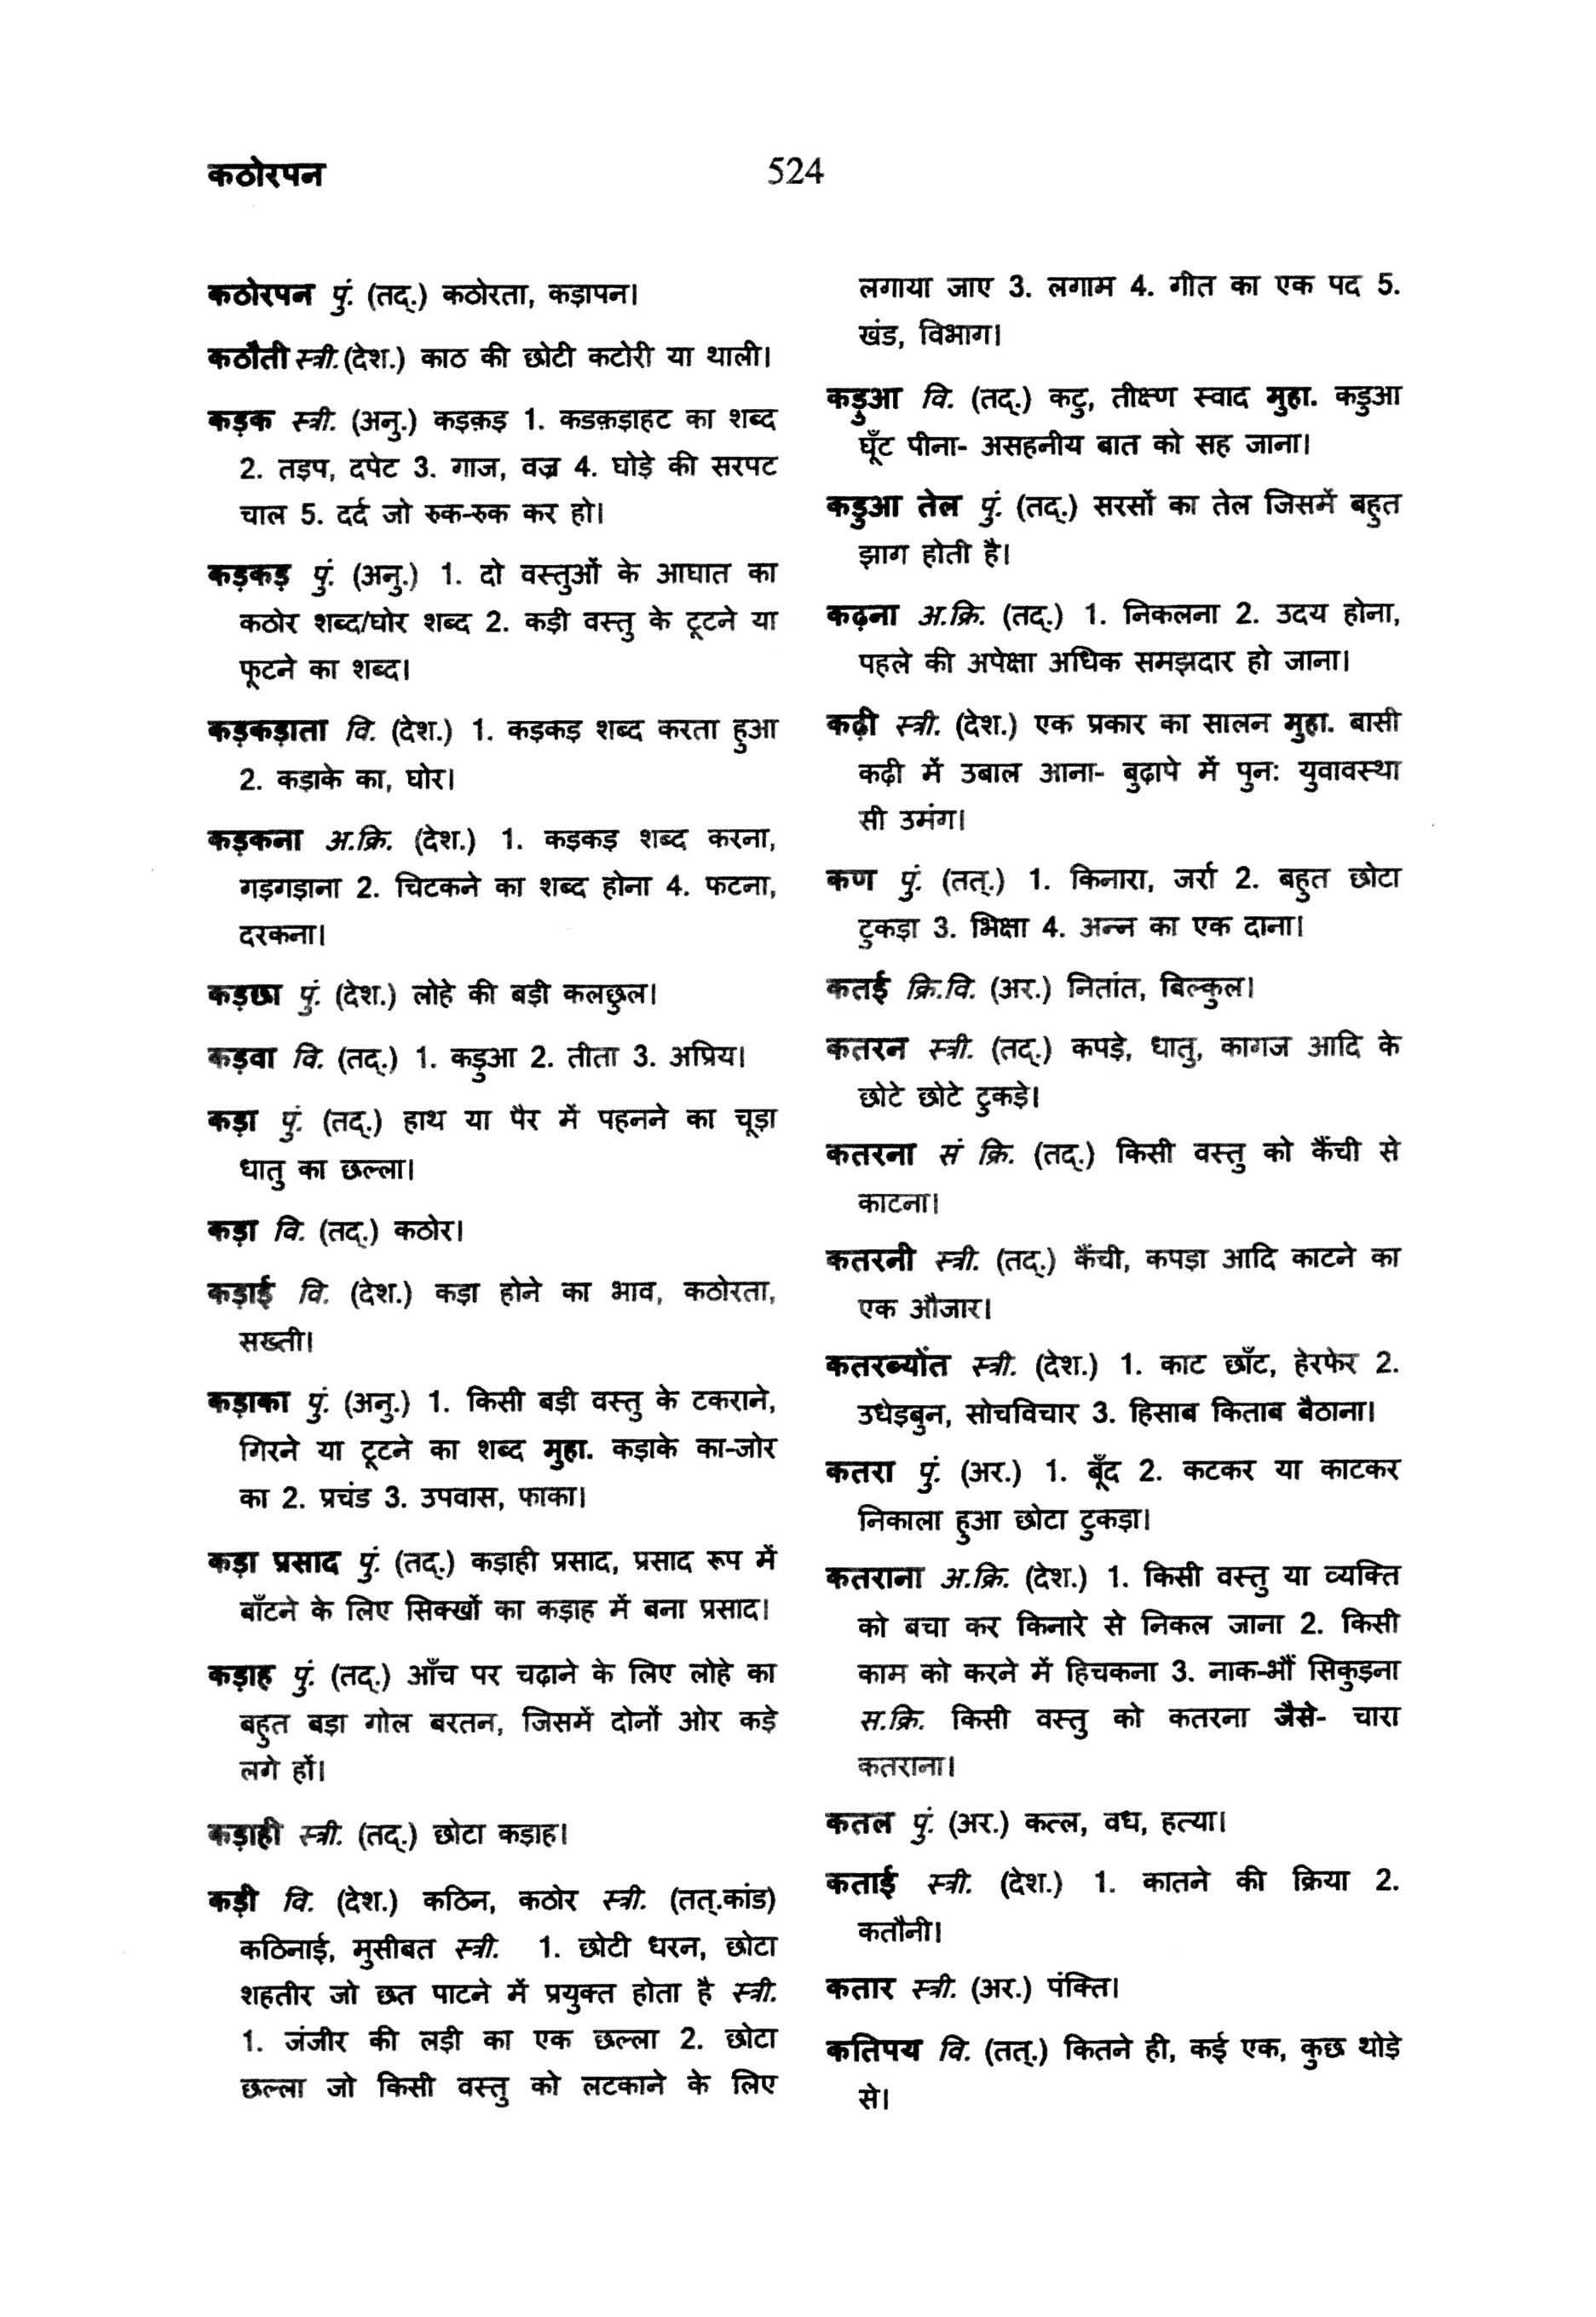 कठोरपन
524
कठोरपन पुं. (तद्.) कठोरता, कड़ापन।
कठौती स्त्री. (देश.) काठ की छोटी कटोरी या थाली।
कड़क स्त्री. (अनु.) कड़क़ड़ 1. कडक़ड़ाहट का शब्द
2. तड़प, दपेट 3. गाज, वज्र 4. घोड़े की सरपट
चाल 5. दर्द जो रुक-रुक कर हो।
कड़कड़ पुं. (अनु.) 1. दो वस्तुओं के आघात का
कठोर शब्द/घोर शब्द 2. कड़ी वस्तु के टूटने या
फूटने का शब्द।
कड़कड़ाता वि. (देश.) 1. कड़कड़ शब्द करता हुआ
2. कड़ाके का, घोर।
कड़कना अ.क्रि. (देश.) 1. कड़कड़ शब्द करना,
गड़गड़ाना 2. चिटकने का शब्द होना 4. फटना,
दरकना।
कड़छा पुं. (देश.) लोहे की बड़ी कलछुल।
कड़वा वि. (तद्.) 1. कड़ुआ 2. तीता 3. अप्रिय।
कड़ा पुं. (तद्.) हाथ या पैर में पहनने का चूड़ा
धातु का छल्ला।
कड़ा वि. (तद्.) कठोर।
कड़ाई वि. (देश.) कड़ा होने का भाव, कठोरता,
सख्ती।
कड़ाका पुं. (अनु.) 1. किसी बड़ी वस्तु के टकराने,
गिरने या टूटने का शब्द मुहा. कड़ाके का-जोर
का 2. प्रचंड 3. उपवास, फाका।
कड़ा प्रसाद पुं. (तद्.) कड़ाही प्रसाद, प्रसाद रूप में
बाँटने के लिए सिक्खों का कड़ाह में बना प्रसाद।
कड़ाह पुं. (तद्.) आँच पर चढ़ाने के लिए लोहे का
बहुत बड़ा गोल बरतन, जिसमें दोनों ओर कड़े
लगे हों।
कड़ाही स्त्री. (तद्.) छोटा कड़ाह।
कड़ी वि. (देश.) कठिन, कठोर स्त्री. (तत्.कांड)
कठिनाई, मुसीबत स्त्री. 1. छोटी धरन, छोटा
शहतीर जो छत पाटने में प्रयुक्त होता है स्त्री.
1. जंजीर की लड़ी का एक छल्ला 2. छोटा
छल्ला जो किसी वस्तु को लटकाने के लिए
लगाया जाए 3. लगाम 4. गीत का एक पद 5.
खंड, विभाग।
कड़ुआ वि. (तद्.) कटु, तीक्ष्ण स्वाद मुहा. कडुआ
घूँट पीना- असहनीय बात को सह जाना।
कडुआ तेल पुं. (तद्.) सरसों का तेल जिसमें बहुत
झाग होती है।
कढ़ना अ.क्रि. (तद्.) 1. निकलना 2. उदय होना,
पहले की अपेक्षा अधिक समझदार हो जाना।
कढ़ी स्त्री. (देश.) एक प्रकार का सालन मुहा. बासी
कढ़ी में उबाल आना- बुढ़ापे में पुन: युवावस्था
सी उमंग।
कण पुं. (तत्.) 1. किनारा, जर्रा 2. बहुत छोटा
टुकड़ा 3. भिक्षा 4. अन्न का एक दाना।
कतई क्रि.वि. (अर.) नितांत, बिल्कुल।
कतरन स्त्री. (तद्.) कपड़े, धातु, कागज आदि के
छोटे छोटे टुकड़े।
कतरना सं क्रि. (तद्.) किसी वस्तु को कैंची से
काटना।
कतरनी स्त्री. (तद्.) कैंची, कपड़ा आदि काटने का
एक औजार।
कतरब्योंत स्त्री. (देश.) 1. काट छाँट, हेरफेर 2.
उधेड़बुन, सोचविचार 3. हिसाब किताब बैठाना।
कतरा पुं. (अर.) 1. बूँद 2. कटकर या काटकर
निकाला हुआ छोटा टुकड़ा।
कतराना अ.क्रि. (देश.) 1. किसी वस्तु या व्यक्ति
को बचा कर किनारे से निकल जाना 2. किसी
काम को करने में हिचकना 3. नाक-भौं सिकुड़ना
स.क्रि. किसी वस्तु को कतरना जैसे- चारा
कतराना।
कतल पुं. (अर.) कत्ल, वध, हत्या।
कताई स्त्री. (देश.) 1. कातने की क्रिया 2.
कतौनी।
कतार स्त्री. (अर.) पंक्ति।
कतिपय वि. (तत्.) कितने ही, कई एक, कुछ थोड़े
से।